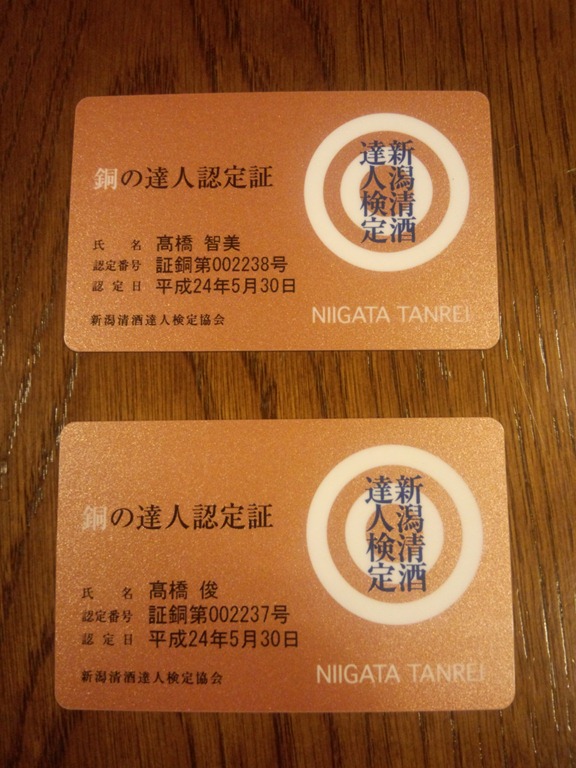 銅の達人認定証
新潟清酒
達人検定
氏 名 髙橋 智美
認定番号 証銅第002238号
認定日 平成24年5月30日
新潟清酒達人検定協会
NIIGATA TANREI
銅の達人認定証
新潟清酒
達人検定
氏 名 髙橋 俊
認定番号 証銅第002237号
認定日 平成24年5月30日
新潟清酒達人検定協会
NIIGATA TANREI